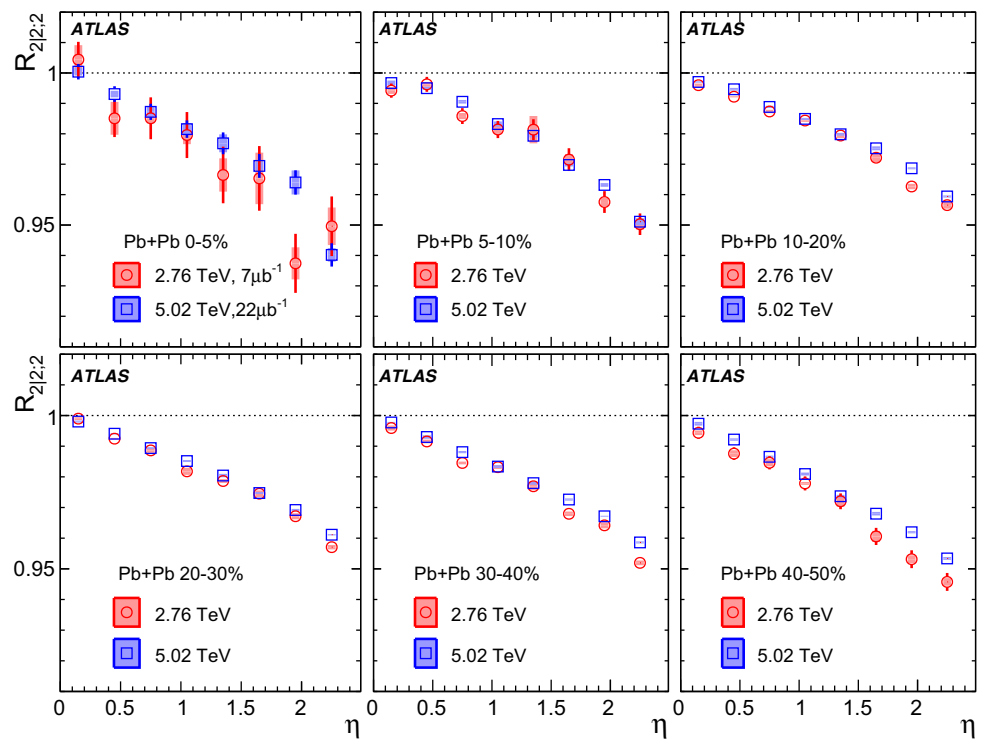 R2|2;2
ATLAS
1
0.95
Pb+Pb 0-5%
2.76 TeV, 7μb-1
5.02 TeV,22μb-1
ATLAS
Pb+Pb 5-10%
2.76 TeV
5.02 TeV
ATLAS
Pb+Pb 10-20%
2.76 TeV
5.02 TeV
R2|2;2
ATLAS
1
0.95
Pb+Pb 20-30%
2.76 TeV
5.02 TeV
0 0.5 1 1.5 2
η
ATLAS
Pb+Pb 30-40%
2.76 TeV
5.02 TeV
0 0.5 1 1.5 2
η
ATLAS
Pb+Pb 40-50%
2.76 TeV
5.02 TeV
0 0.5 1 1.5 2
η